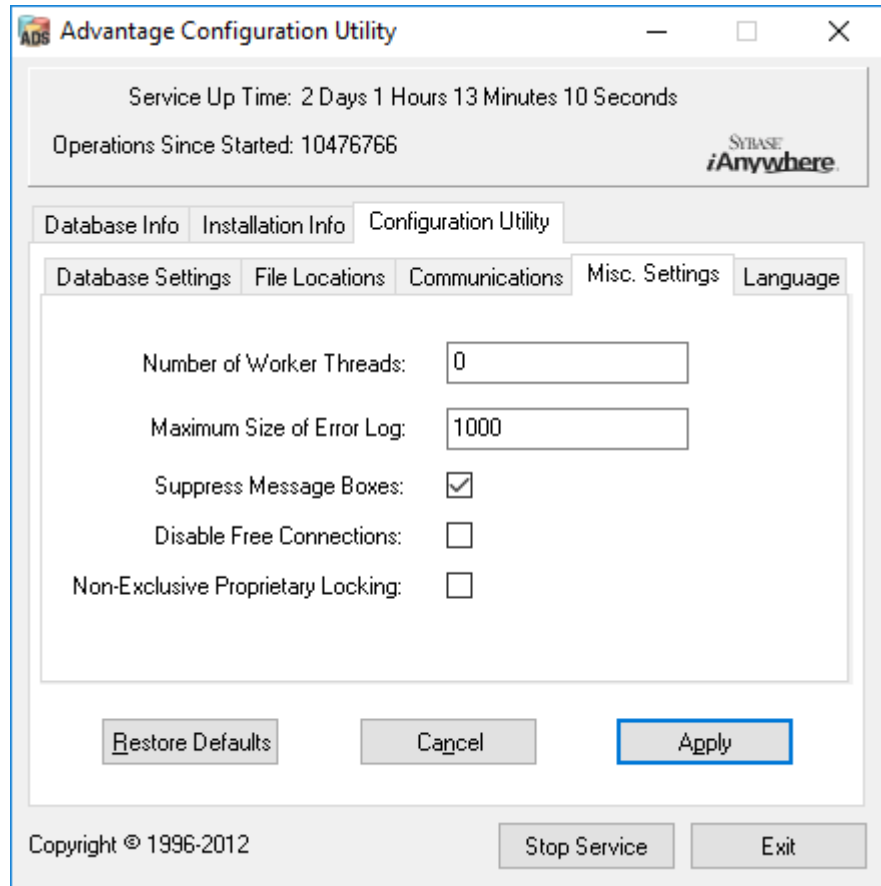 ADS Advantage Configuration Utility
Service Up Time: 2 Days 1 Hours 13 Minutes 10 Seconds
Operations Since Started: 10476766
SYBASE
iAnywhere.
Database Info Installation Info Configuration Utility
Database Settings File Locations Communications Misc. Settings Language
Number of Worker Threads: 0
Maximum Size of Error Log: 1000
Suppress Message Boxes:
Disable Free Connections:
Non-Exclusive Proprietary Locking:
Restore Defaults Cancel Apply
Copyright © 1996-2012 Stop Service Exit